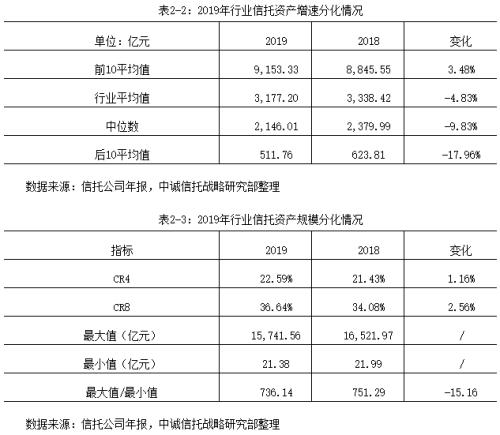 表2-2：2019年行业信托资产增速分化情况
单位：亿元 2019 2018 变化
前10平均值 9,153.33 8,845.55 3.48%
行业平均值 3,177.20 3,338.42 -4.83%
中位数 2,146.01 2,379.99 -9.83%
后10平均值 511.76 623.81 -17.96%
数据来源：信托公司年报，中诚信托战略研究部整理
表2-3：2019年行业信托资产规模分化情况
指标 2019 2018 变化
CR4 22.59% 21.43% 1.16%
CR8 36.64% 34.08% 2.56%
最大值（亿元） 15,741.56 16,521.97 /
最小值（亿元） 21.38 21.99 /
最大值/最小值 736.14 751.29 -15.16
数据来源：信托公司年报，中诚信托战略研究部整理